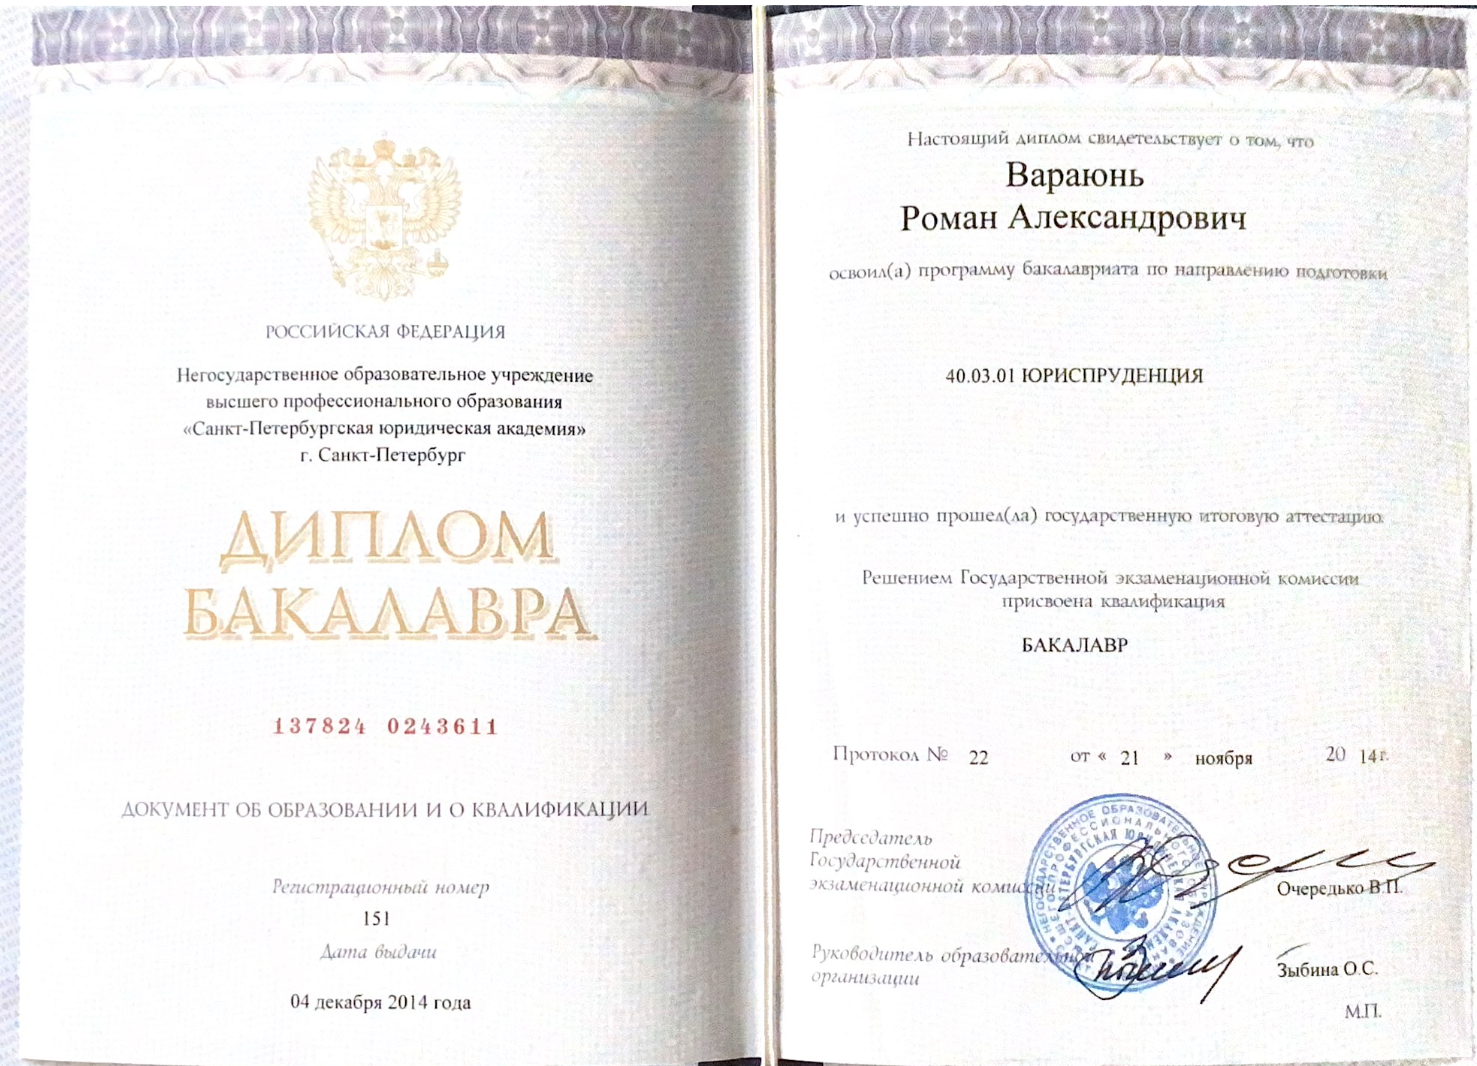 РОССИЙСКАЯ ФЕДЕРАЦИЯ
Негосударственное образовательное учреждение
высшего профессионального образования
«Санкт-Петербургская юридическая академия»
г. Санкт-Петербург
ДИПЛОМ
БАКАЛАВРА
137824 0243611
ДОКУМЕНТ ОБ ОБРАЗОВАНИИ И О КВАЛИФИКАЦИИ
Регистрационный номер
151
Дата выдачи
04 декабря 2014 года
Настоящий диплом свидетельствует о том, что
Вараюнь
Роман Александрович
освоил(а) программу бакалавриата по направлению подготовки
40.03.01 ЮРИСПРУДЕНЦИЯ
и успешно прошел(ла) государственную итоговую аттестацию.
Решением Государственной экзаменационной комиссии
присвоена квалификация
БАКАЛАВР
Протокол № 22 от « 21 » ноября 20 14 г.
Председатель
Государственной
экзаменационной комиссии
Очередько В.П.
Руководитель образовательной
организации
Зыбина О.С.
М.П.